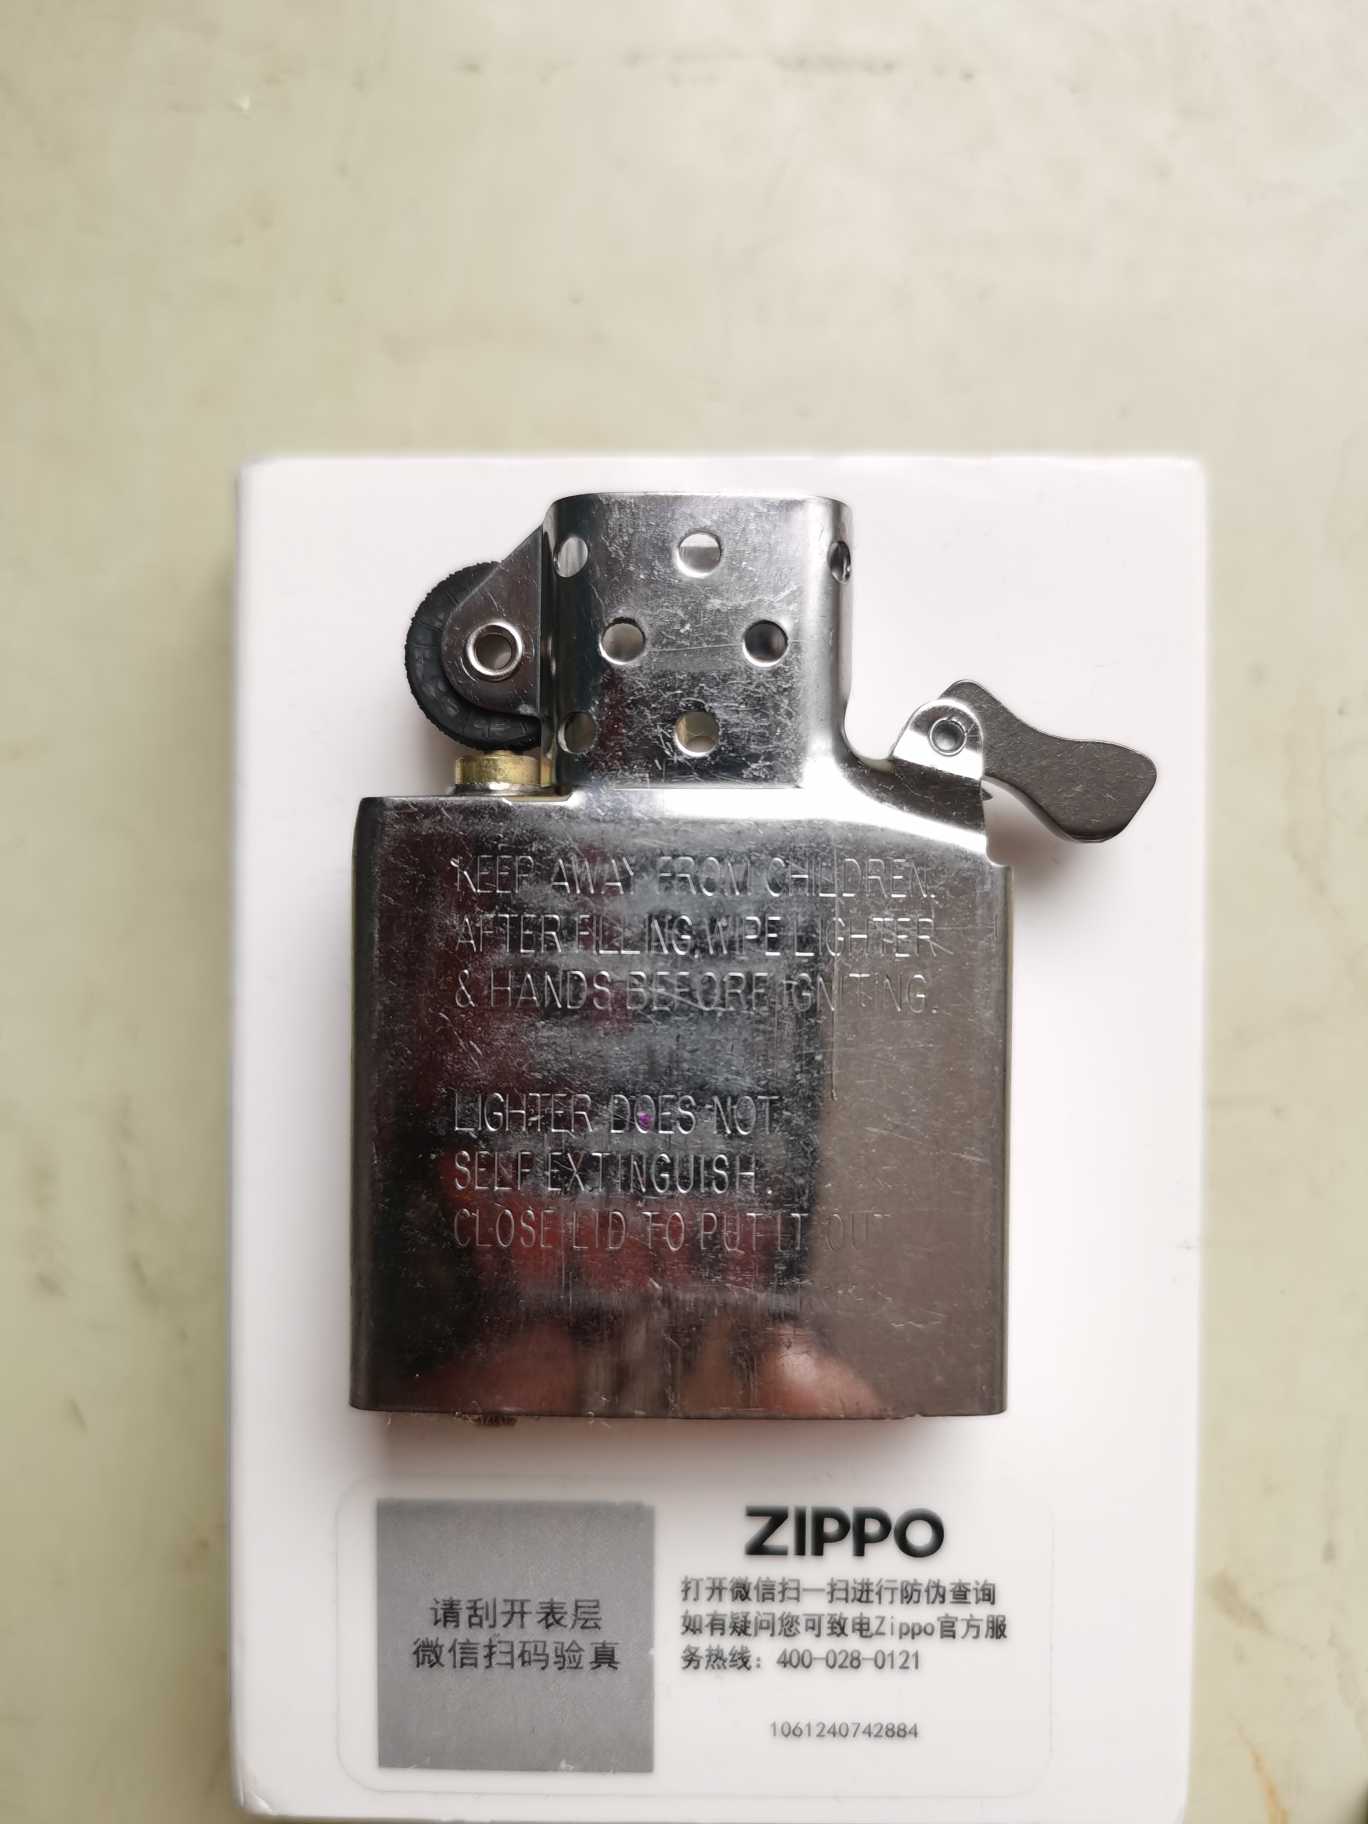 KEEP AWAY FROM CHILDREN.
AFTER FILLING, WIPE LIGHTER
& HANDS BEFORE IGNITING.
LIGHTER DOES NOT
SELF EXTINGUISH.
CLOSE LID TO PUT IT OUT
请刮开表层
微信扫码验真
ZIPPO
打开微信扫一扫进行防伪查询
如有疑问您可致电Zippo官方服
务热线：400-028-0121
1061240742884